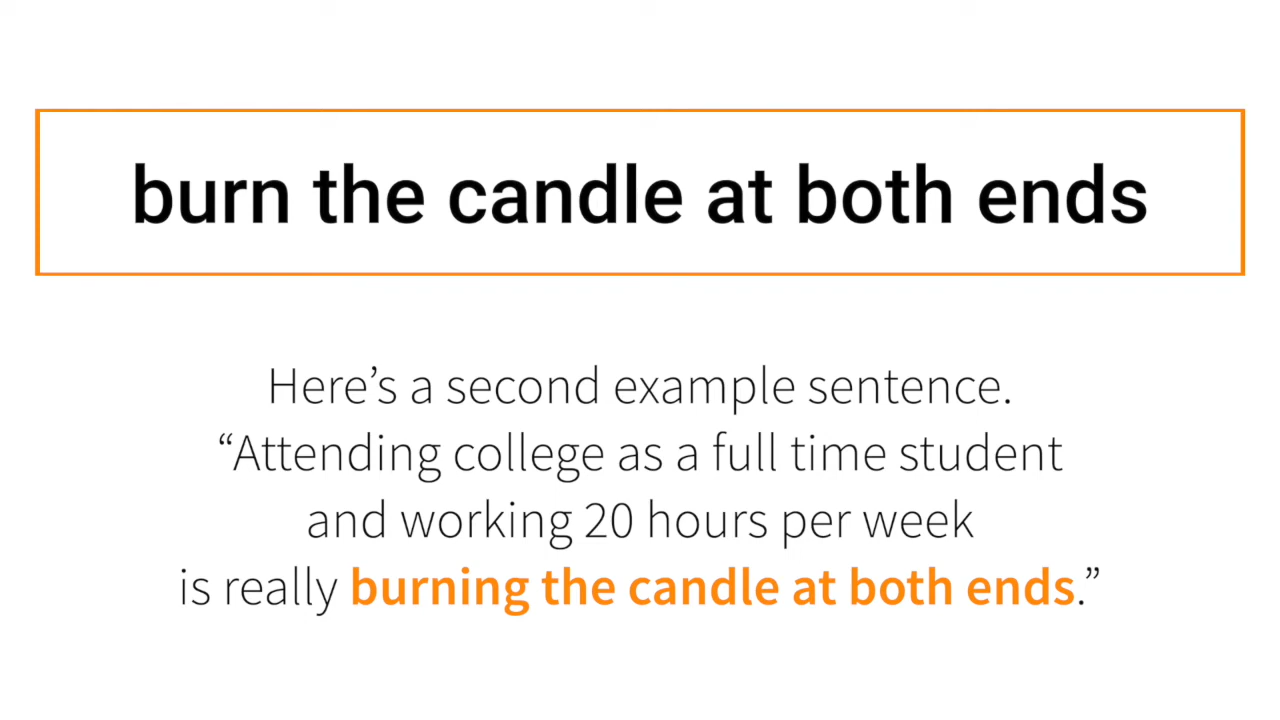 burn the candle at both ends
Here’s a second example sentence.
“Attending college as a full time student
and working 20 hours per week
is really burning the candle at both ends.”